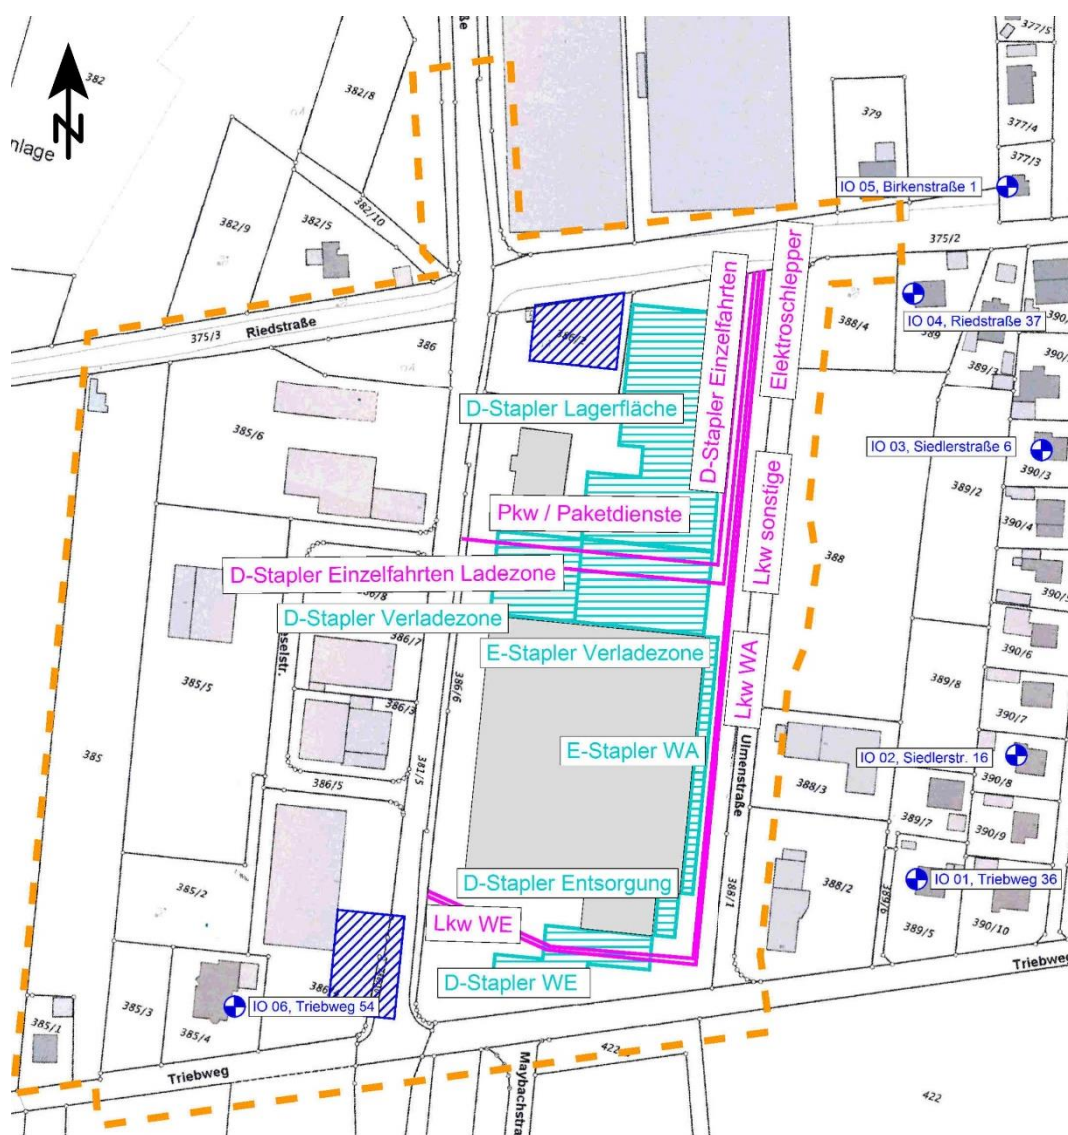 377/5
382
382/8
N
nlage
379
377/4
377/3
IO 05, Birkenstraße 1
382/10
382/5
382/9
375/2
Riedstraße
375/3
386
388/4
IO 04, Riedstraße 37
389
389/3
D-Stapler Einzelfahrten
Elektroschlepper
D-Stapler Lagerfläche
385/6
IO 03, Siedlerstraße 6
390/3
389/2
390/4
Pkw / Paketdienste
Lkw sonstige
388
D-Stapler Einzelfahrten Ladezone
386/8
D-Stapler Verladezone
386/7
E-Stapler Verladezone
390/6
Lkw WA
389/8
385/5
eselstr.
386/6
386/3
390/7
385
E-Stapler WA
Ulmenstraße
IO 02, Siedlerstr. 16
390/8
386/5
381/5
388/3
389/7
390/9
D-Stapler Entsorgung
385/2
388/2
IO 01, Triebweg 36
Lkw WE
388/1
389/6
389/5
390/10
Triebweg
D-Stapler WE
IO 06, Triebweg 54
385/1
385/3
385/4
Triebweg
Maybachstra
422